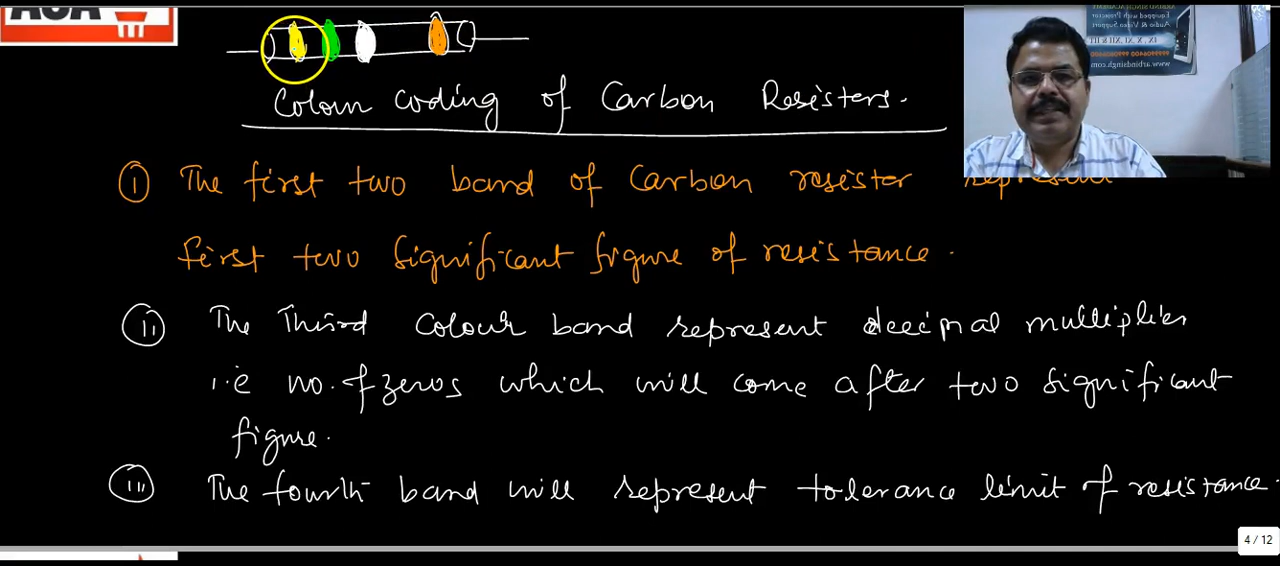 Colour coding of Carbon Resisters.
(i) The first two band of Carbon resister represent
first two significant figure of resistance.
(ii) The Third Colour band represent decimal multiplier
i.e no. of zeros which will come after two significant
figure.
(iii) The fourth band will represent tolerance limit of resistance.
4 / 12